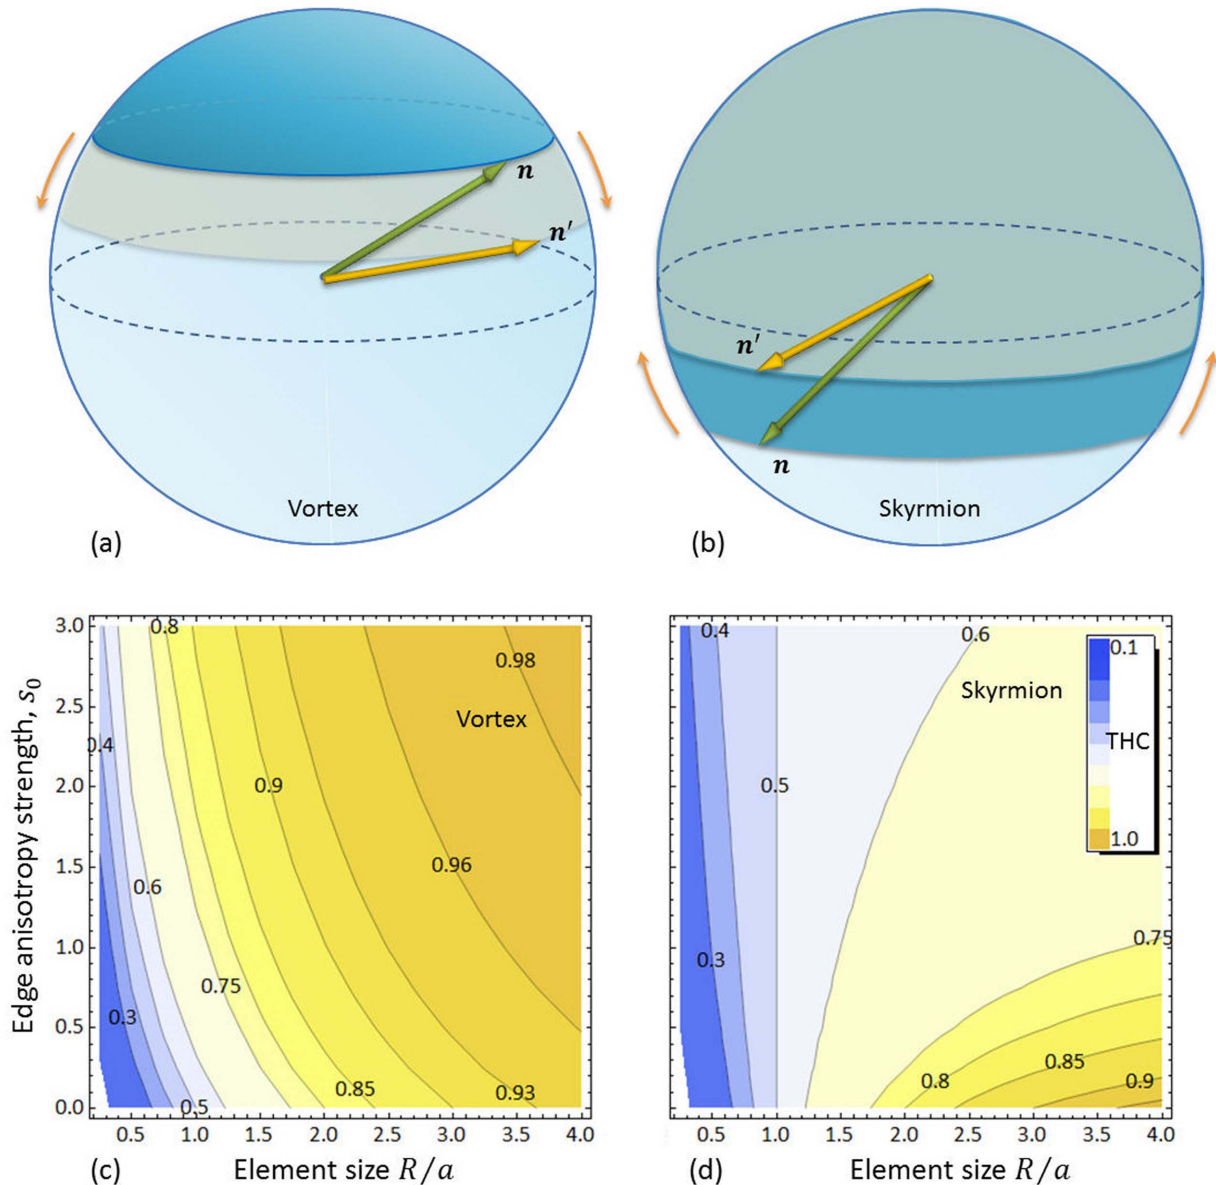 n
n′
Vortex
(a)
n′
n
Skyrmion
(b)
Edge anisotropy strength, s₀
3.0
2.5
2.0
1.5
1.0
0.5
0.0
0.8
0.98
Vortex
0.4
0.9
0.96
0.6
0.75
0.3
0.85
0.93
0.5
0.5 1.0 1.5 2.0 2.5 3.0 3.5 4.0
(c) Element size R/a
0.4
0.6
0.1
Skyrmion
THC
0.5
1.0
0.75
0.3
0.85
0.8
0.9
0.5 1.0 1.5 2.0 2.5 3.0 3.5 4.0
(d) Element size R/a